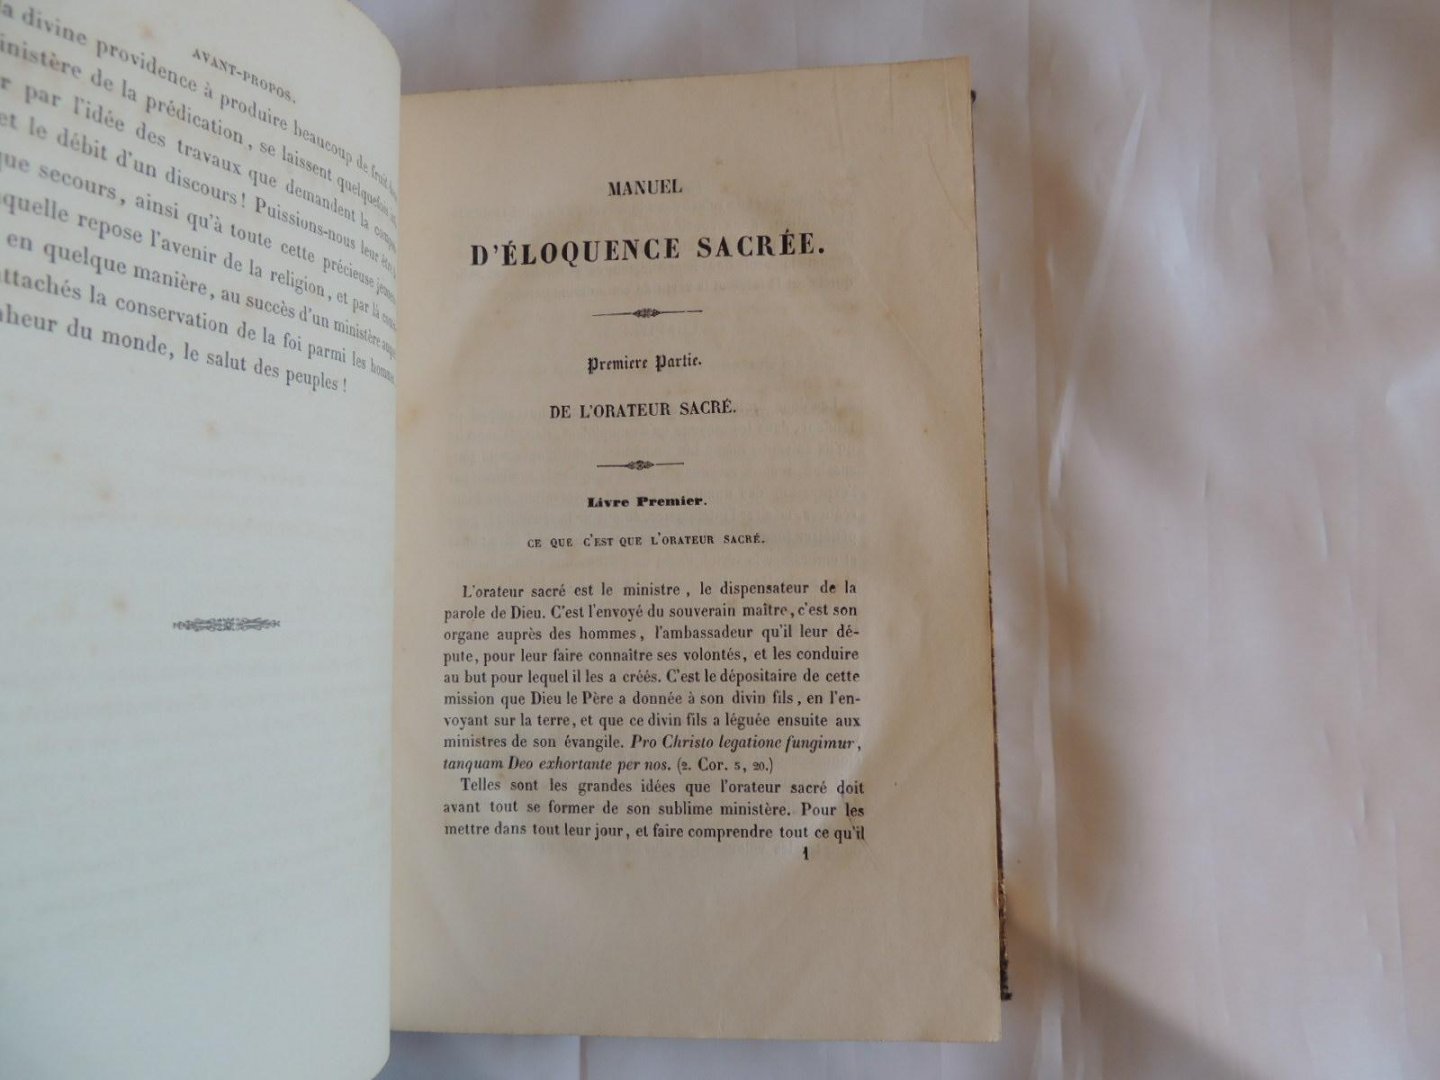 AVANT-PROPOS.
la divine providence à produire beaucoup de fruit
ministère de la prédication, se laissent quelquefois
par l'idée des travaux que demandent la
et le débit d'un discours! Puissions-nous leur être
que secours, ainsi qu'à toute cette précieuse
quelle repose l'avenir de la religion, et par là
en quelque manière, au succès d'un ministère
attachés la conservation de la foi parmi les hommes,
nheur du monde, le salut des peuples!
MANUEL
D'ÉLOQUENCE SACRÉE.
Premiere Partie.
DE L'ORATEUR SACRÉ.
Livre Premier.
CE QUE C'EST QUE L'ORATEUR SACRÉ.
L'orateur sacré est le ministre, le dispensateur de la
parole de Dieu. C'est l'envoyé du souverain maître, c'est son
organe auprès des hommes, l'ambassadeur qu'il leur dé-
pute, pour leur faire connaître ses volontés, et les conduire
au but pour lequel il les a créés. C'est le dépositaire de cette
mission que Dieu le Père a donnée à son divin fils, en l'en-
voyant sur la terre, et que ce divin fils a léguée ensuite aux
ministres de son évangile. Pro Christo legatione fungimur,
tanquam Deo exhortante per nos. (2. Cor. 5, 20.)
Telles sont les grandes idées que l'orateur sacré doit
avant tout se former de son sublime ministère. Pour les
mettre dans tout leur jour, et faire comprendre tout ce qu'il
1